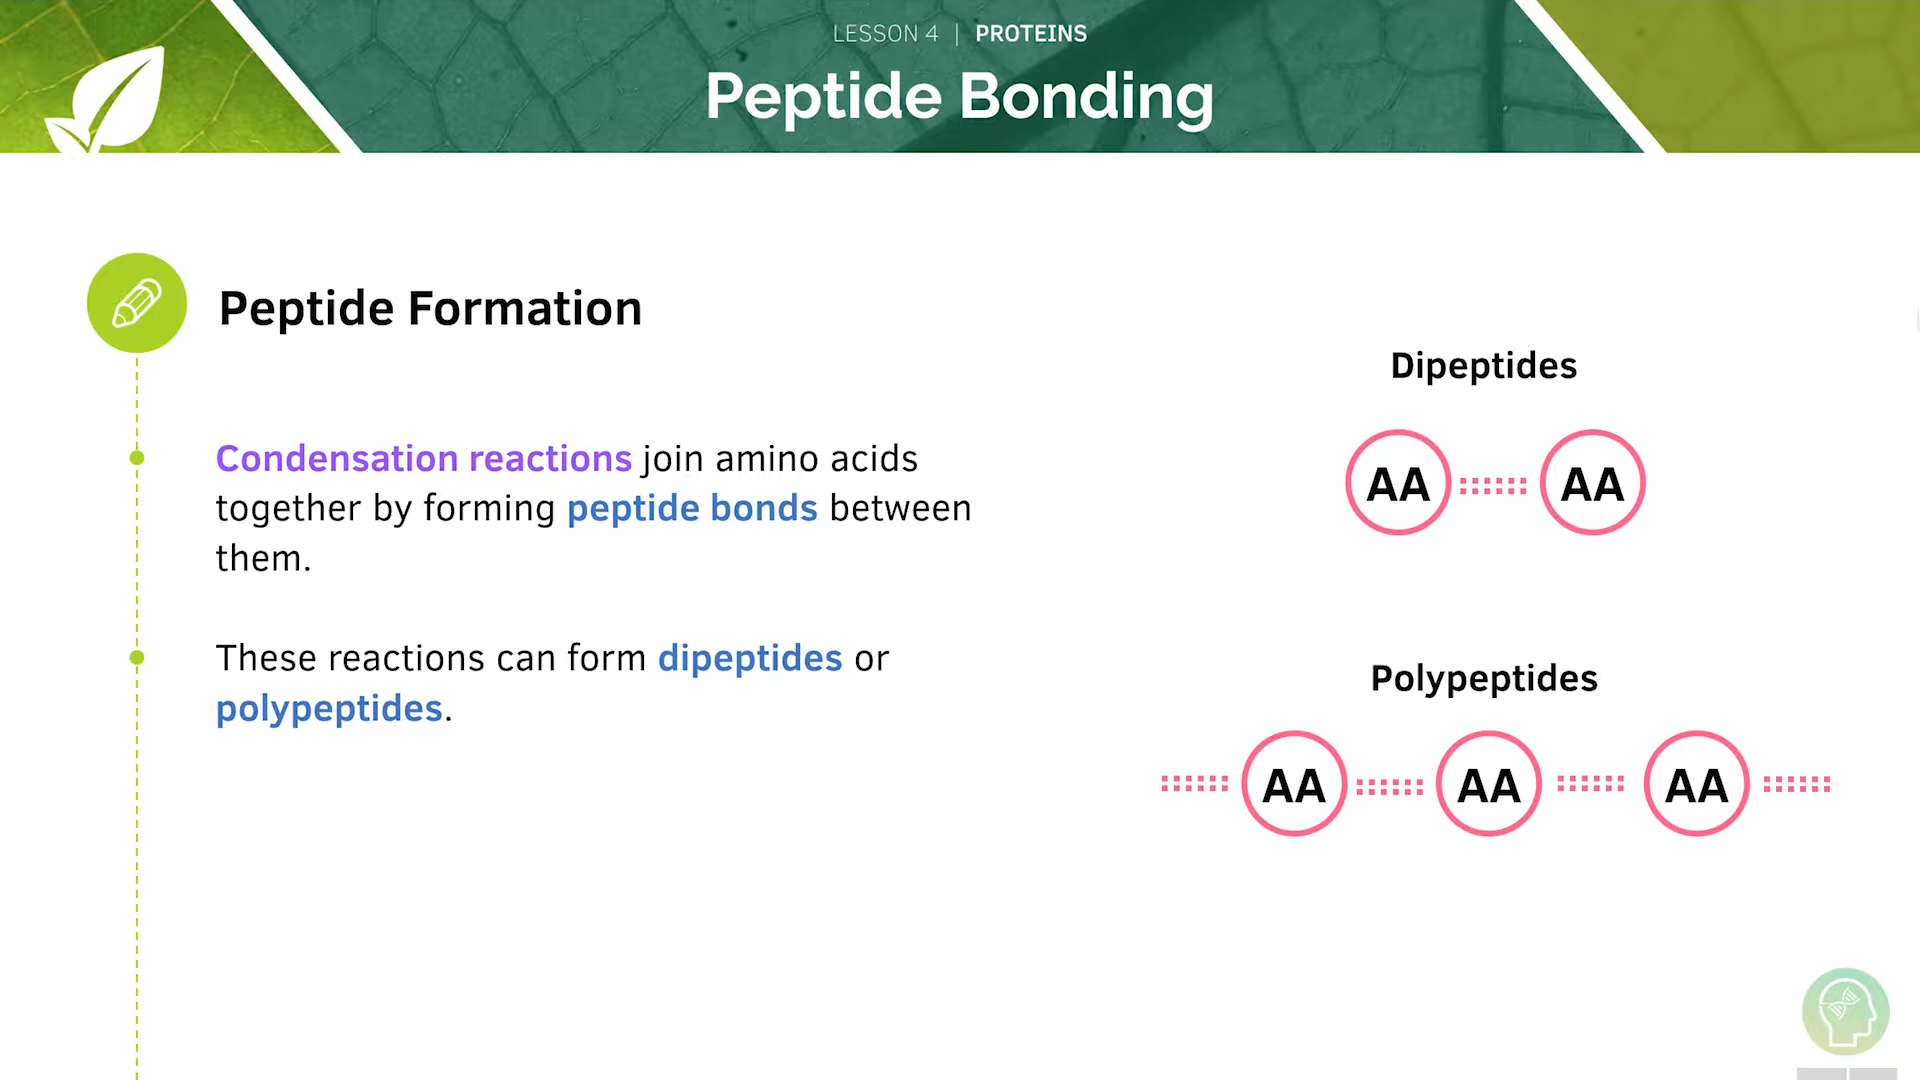 LESSON 4 | PROTEINS
Peptide Bonding
Peptide Formation
Condensation reactions join amino acids
together by forming peptide bonds between
them.
These reactions can form dipeptides or
polypeptides.
Dipeptides
AA AA
Polypeptides
AA AA AA